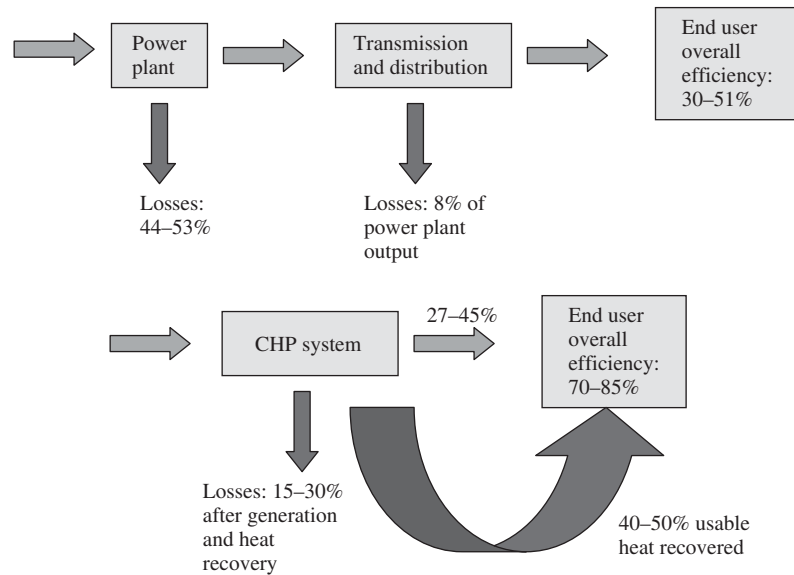 Power
plant
Transmission
and distribution
End user
overall
efficiency:
30–51%
Losses:
44–53%
Losses: 8% of
power plant
output
CHP system
27–45%
End user
overall
efficiency:
70–85%
Losses: 15–30%
after generation
and heat
recovery
40–50% usable
heat recovered